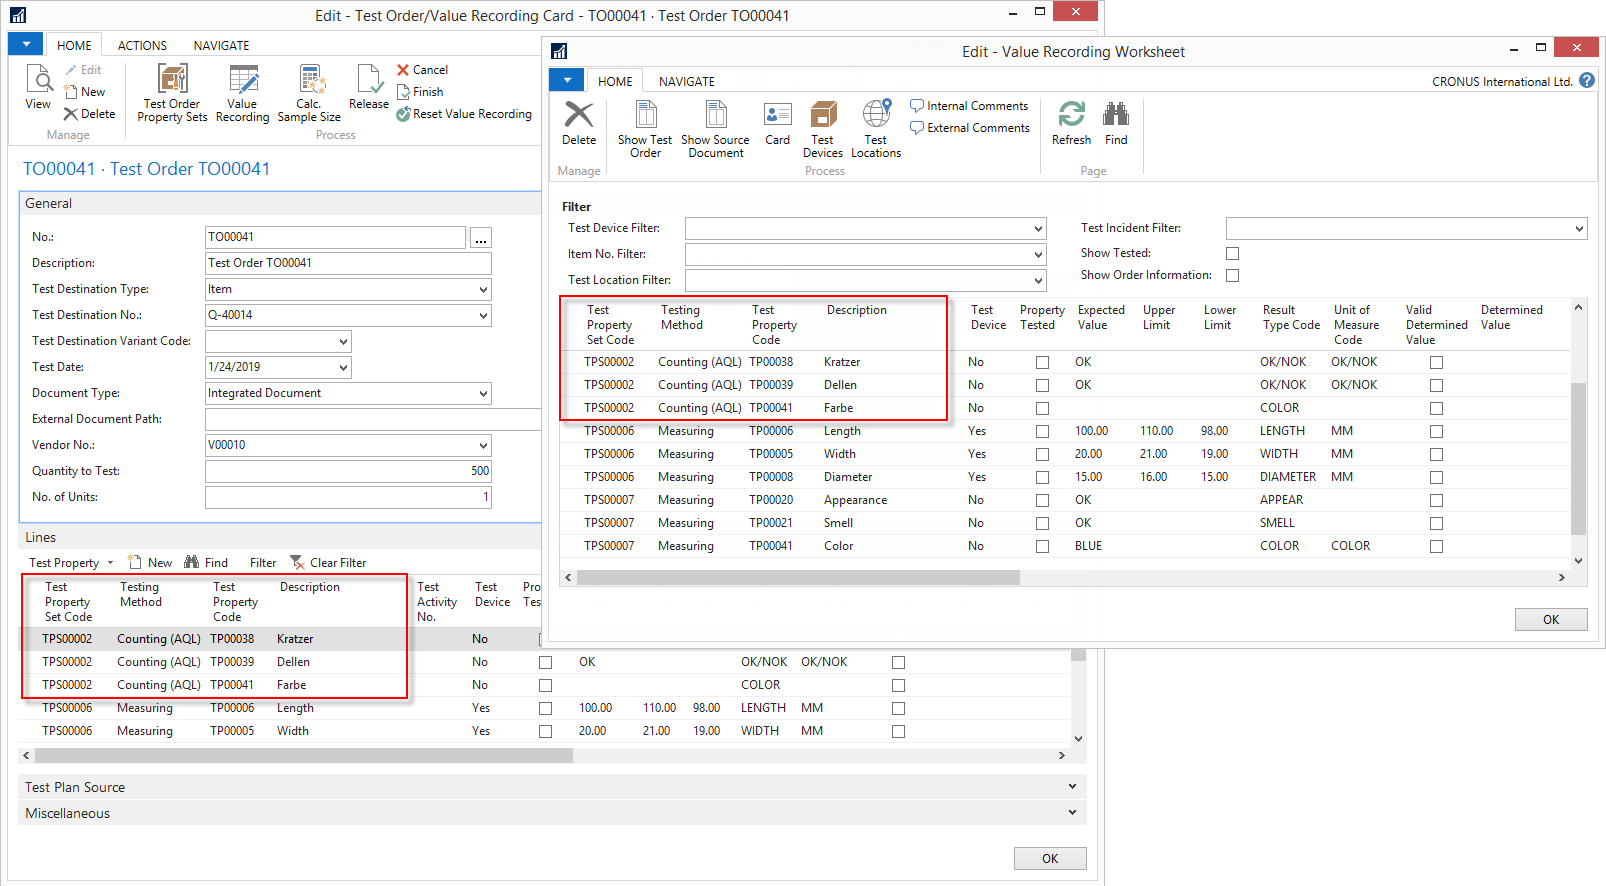 Edit - Test Order/Value Recording Card - TO00041 · Test Order TO00041
HOME ACTIONS NAVIGATE
View
Edit
New
Delete
Manage
Test Order Property Sets
Value Recording
Calc. Sample Size
Release
Cancel
Finish
Reset Value Recording
Process
TO00041 · Test Order TO00041
General
No.: TO00041 ...
Description: Test Order TO00041
Test Destination Type: Item
Test Destination No.: Q-40014
Test Destination Variant Code:
Test Date: 1/24/2019
Document Type: Integrated Document
External Document Path:
Vendor No.: V00010
Quantity to Test: 500
No. of Units: 1
Lines
Test Property New Find Filter Clear Filter
Test Property Set Code Testing Method Test Property Code Description Test Activity No. Test Device Pro Tes
TPS00002 Counting (AQL) TP00038 Kratzer No
TPS00002 Counting (AQL) TP00039 Dellen No OK OK/NOK OK/NOK
TPS00002 Counting (AQL) TP00041 Farbe No COLOR
TPS00006 Measuring TP00006 Length Yes 100.00 110.00 98.00 LENGTH MM
TPS00006 Measuring TP00005 Width Yes 20.00 21.00 19.00 WIDTH MM
Test Plan Source
Miscellaneous
OK
Edit - Value Recording Worksheet
HOME NAVIGATE
CRONUS International Ltd. ?
Delete
Manage
Show Test Order
Show Source Document
Card
Test Devices
Test Locations
Internal Comments
External Comments
Process
Refresh
Find
Page
Filter
Test Device Filter: Test Incident Filter:
Item No. Filter: Show Tested:
Test Location Filter: Show Order Information:
Test Property Set Code Testing Method Test Property Code Description Test Device Property Tested Expected Value Upper Limit Lower Limit Result Type Code Unit of Measure Code Valid Determined Value Determined Value
TPS00002 Counting (AQL) TP00038 Kratzer No OK OK/NOK OK/NOK
TPS00002 Counting (AQL) TP00039 Dellen No OK OK/NOK OK/NOK
TPS00002 Counting (AQL) TP00041 Farbe No COLOR
TPS00006 Measuring TP00006 Length Yes 100.00 110.00 98.00 LENGTH MM
TPS00006 Measuring TP00005 Width Yes 20.00 21.00 19.00 WIDTH MM
TPS00006 Measuring TP00008 Diameter Yes 15.00 16.00 15.00 DIAMETER MM
TPS00007 Measuring TP00020 Appearance No OK APPEAR
TPS00007 Measuring TP00021 Smell No OK SMELL
TPS00007 Measuring TP00041 Color No BLUE COLOR COLOR
OK